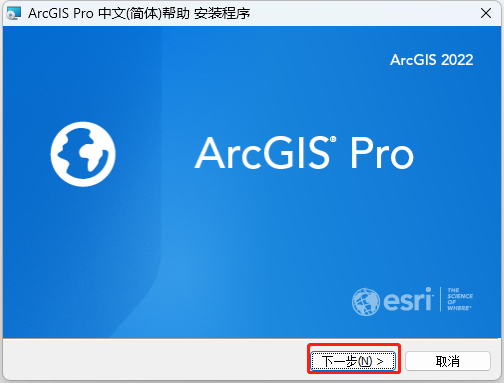 ArcGIS Pro 中文(简体)帮助 安装程序
ArcGIS 2022
ArcGIS® Pro
esri®
THE
SCIENCE
OF
WHERE®
下一步(N) >
取消